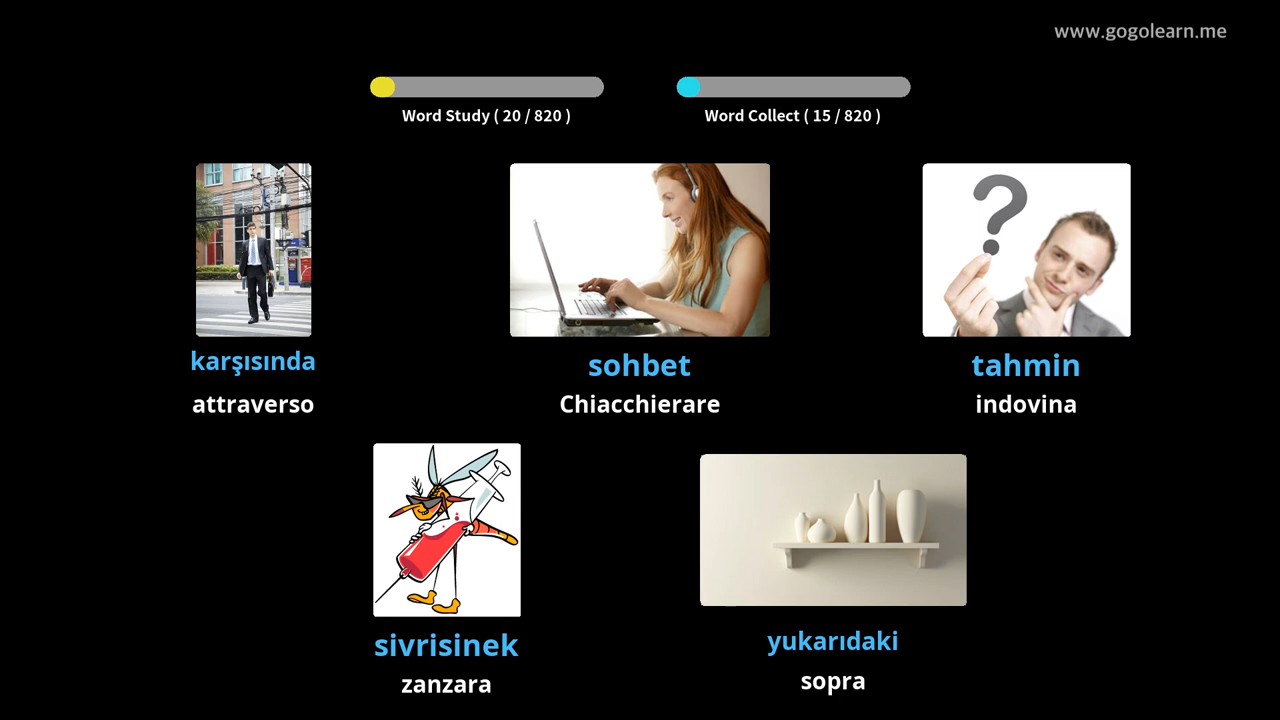 www.gogolearn.me
Word Study ( 20 / 820 )
Word Collect ( 15 / 820 )
karşısında
attraverso
sohbet
Chiacchierare
tahmin
indovina
sivrisinek
zanzara
yukarıdaki
sopra